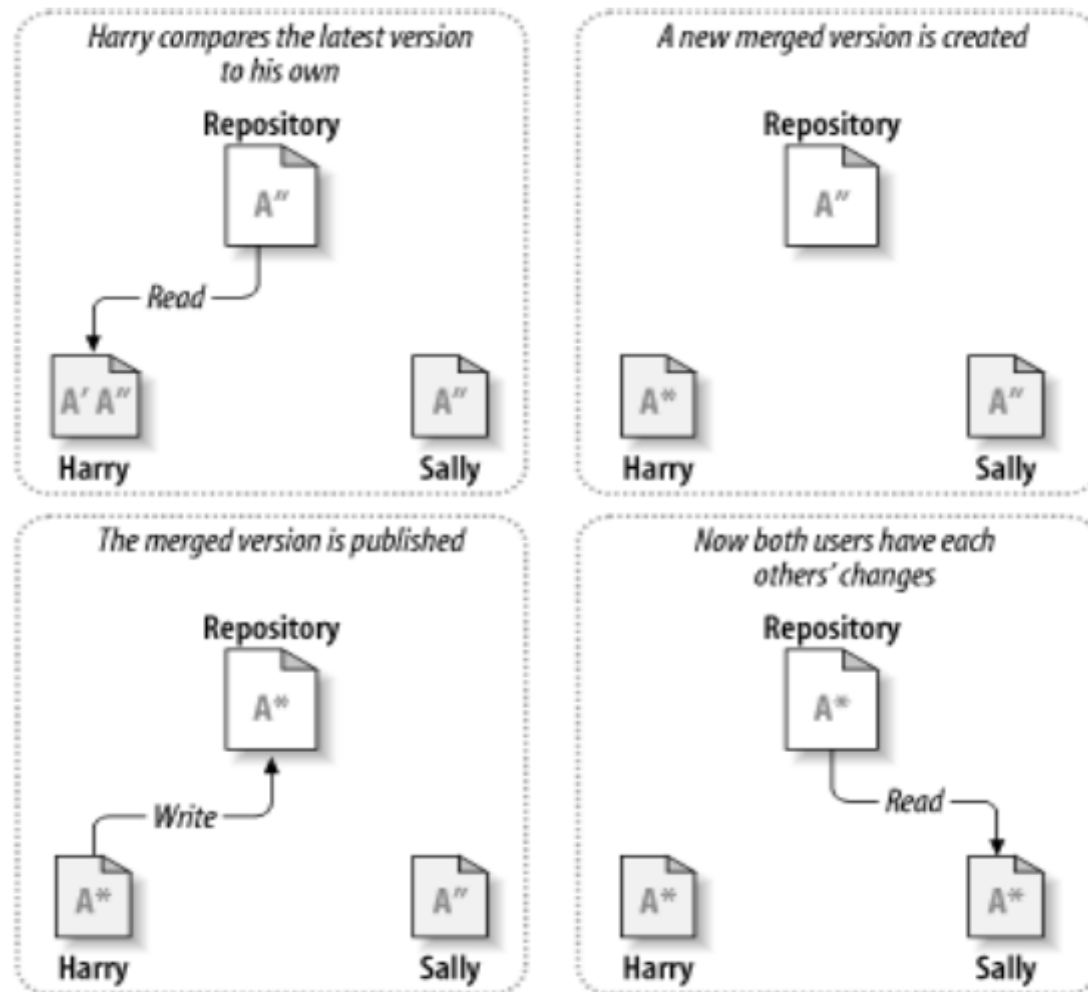 Harry compares the latest version
to his own
Repository
A″
Read
A′ A″
A″
Harry
Sally
A new merged version is created
Repository
A″
A*
A″
Harry
Sally
The merged version is published
Repository
A*
Write
A*
A″
Harry
Sally
Now both users have each
others’ changes
Repository
A*
Read
A*
A*
Harry
Sally